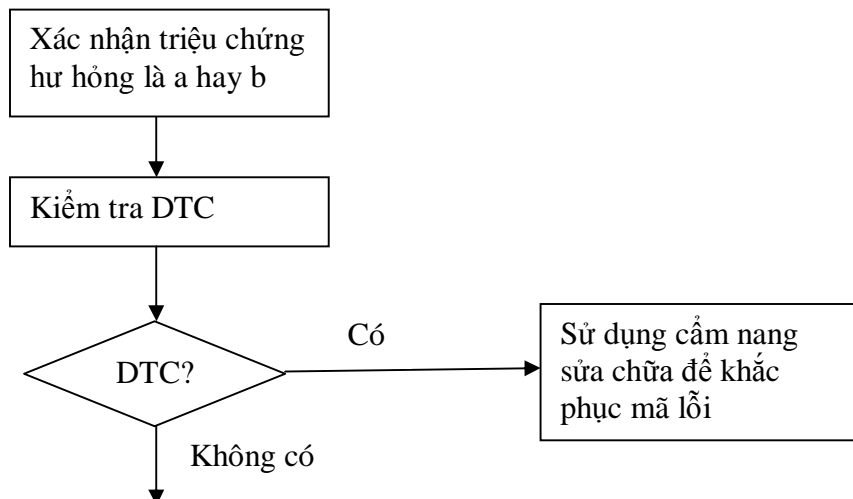 Xác nhận triệu chứng
hư hỏng là a hay b
Kiểm tra DTC
DTC?
Có
Sử dụng cẩm nang
sửa chữa để khắc
phục mã lỗi
Không có